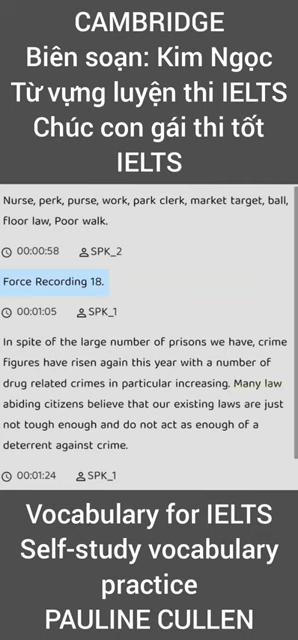 CAMBRIDGE
Biên soạn: Kim Ngọc
Từ vựng luyện thi IELTS
Chúc con gái thi tốt
IELTS
Nurse, perk, purse, work, park clerk, market target, ball,
floor law, Poor walk.
00:00:58 SPK_2
Force Recording 18.
00:01:05 SPK_1
In spite of the large number of prisons we have, crime
figures have risen again this year with a number of
drug related crimes in particular increasing. Many law
abiding citizens believe that our existing laws are just
not tough enough and do not act as enough of a
deterrent against crime.
00:01:24 SPK_1
Vocabulary for IELTS
Self-study vocabulary
practice
PAULINE CULLEN